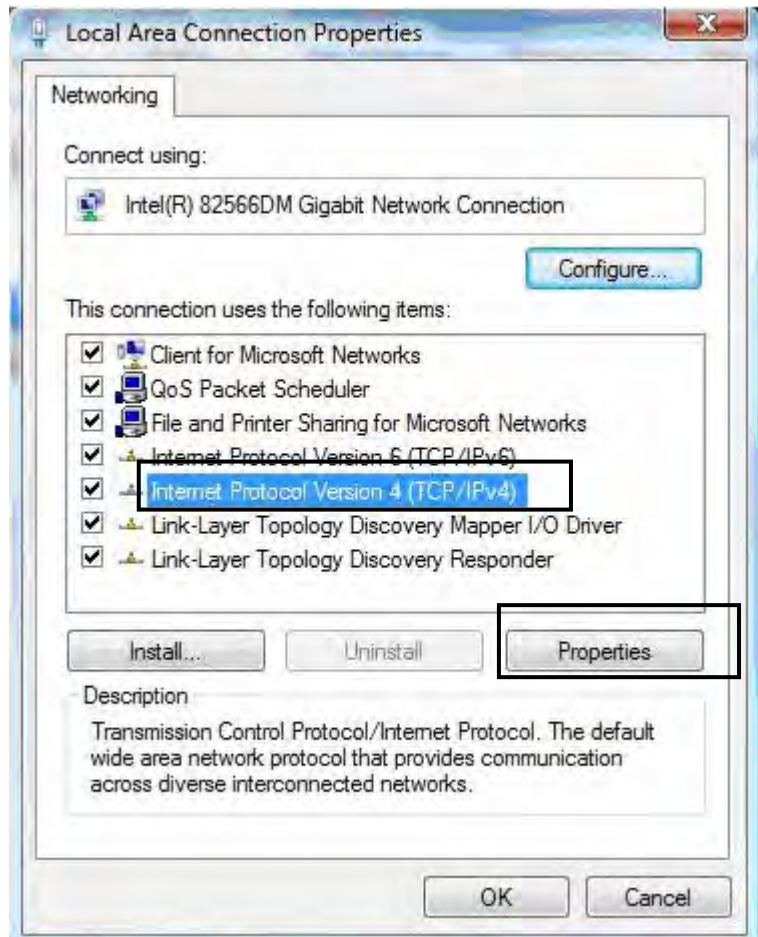 Local Area Connection Properties
Networking
Connect using:
Intel(R) 82566DM Gigabit Network Connection
Configure...
This connection uses the following items:
Client for Microsoft Networks
QoS Packet Scheduler
File and Printer Sharing for Microsoft Networks
Internet Protocol Version 6 (TCP/IPv6)
Internet Protocol Version 4 (TCP/IPv4)
Link-Layer Topology Discovery Mapper I/O Driver
Link-Layer Topology Discovery Responder
Install... Uninstall Properties
Description
Transmission Control Protocol/Internet Protocol. The default
wide area network protocol that provides communication
across diverse interconnected networks.
OK Cancel